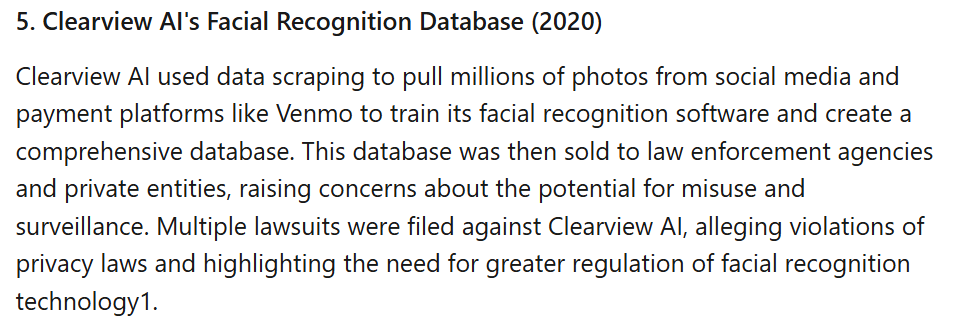 5. Clearview AI's Facial Recognition Database (2020)
Clearview AI used data scraping to pull millions of photos from social media and
payment platforms like Venmo to train its facial recognition software and create a
comprehensive database. This database was then sold to law enforcement agencies
and private entities, raising concerns about the potential for misuse and
surveillance. Multiple lawsuits were filed against Clearview AI, alleging violations of
privacy laws and highlighting the need for greater regulation of facial recognition
technology1.